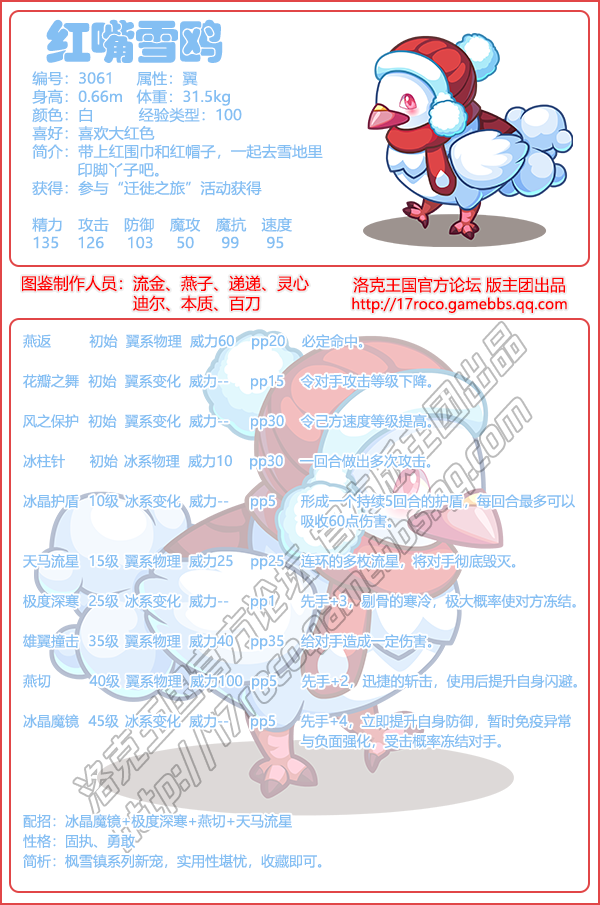 红嘴雪鸥
编号：3061 属性：翼
身高：0.66m 体重：31.5kg
颜色：白 经验类型：100
喜好：喜欢大红色
简介：带上红围巾和红帽子，一起去雪地里
印脚丫子吧。
获得：参与“迁徙之旅”活动获得
精力 攻击 防御 魔攻 魔抗 速度
135 126 103 50 99 95
图鉴制作人员：流金、燕子、递递、灵心
迪尔、本质、百刀
洛克王国官方论坛 版主团出品
http://17roco.gamebbs.qq.com
燕返 初始 翼系物理 威力60 pp20 必定命中。
花瓣之舞 初始 翼系变化 威力-- pp15 令对手攻击等级下降。
风之保护 初始 翼系变化 威力-- pp30 令己方速度等级提高。
冰柱针 初始 冰系物理 威力10 pp30 一回合做出多次攻击。
冰晶护盾 10级 冰系变化 威力-- pp5 形成一个持续5回合的护盾，每回合最多可以
吸收60点伤害。
天马流星 15级 翼系物理 威力25 pp25 连环的多枚流星，将对手彻底毁灭。
极度深寒 25级 冰系变化 威力-- pp1 先手+3，剔骨的寒冷，极大概率使对方冻结。
雄翼撞击 35级 翼系物理 威力40 pp35 给对手造成一定伤害。
燕切 40级 翼系物理 威力100 pp5 先手+2，迅捷的斩击，使用后提升自身闪避。
冰晶魔镜 45级 冰系变化 威力-- pp5 先手+4，立即提升自身防御，暂时免疫异常
与负面强化，受击概率冻结对手。
配招：冰晶魔镜+极度深寒+燕切+天马流星
性格：固执、勇敢
简析：枫雪镇系列新宠，实用性堪忧，收藏即可。
洛克王国官方论坛 官方版主团出品
http://17roco.gamebbs.qq.com